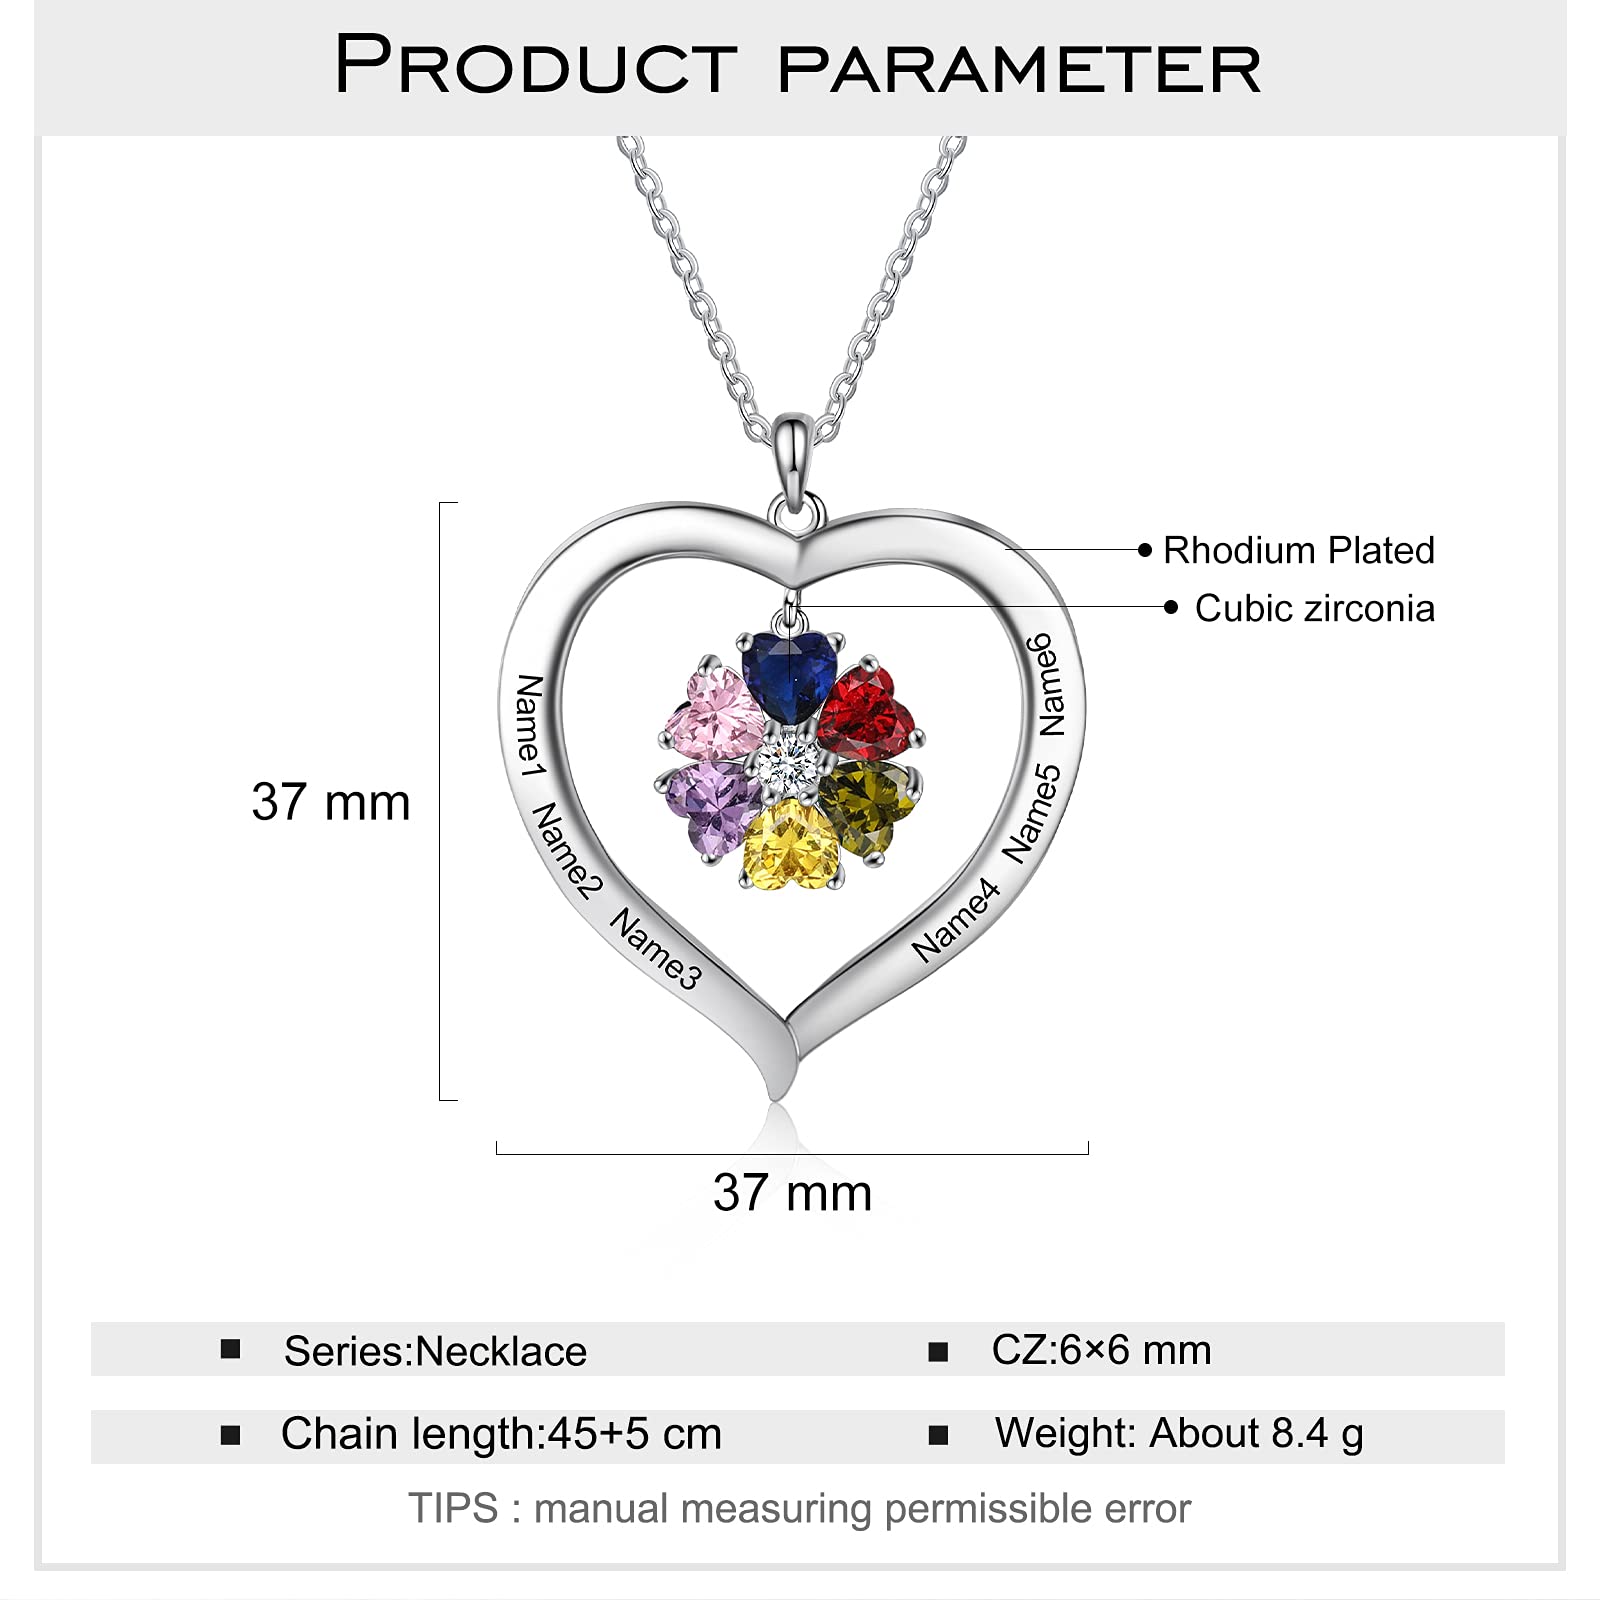 PRODUCT PARAMETER
Rhodium Plated
Cubic zirconia
Name1
Name2
Name3
Name4
Name5
Name6
37 mm
37 mm
Series:Necklace
CZ:6×6 mm
Chain length:45+5 cm
Weight: About 8.4 g
TIPS : manual measuring permissible error